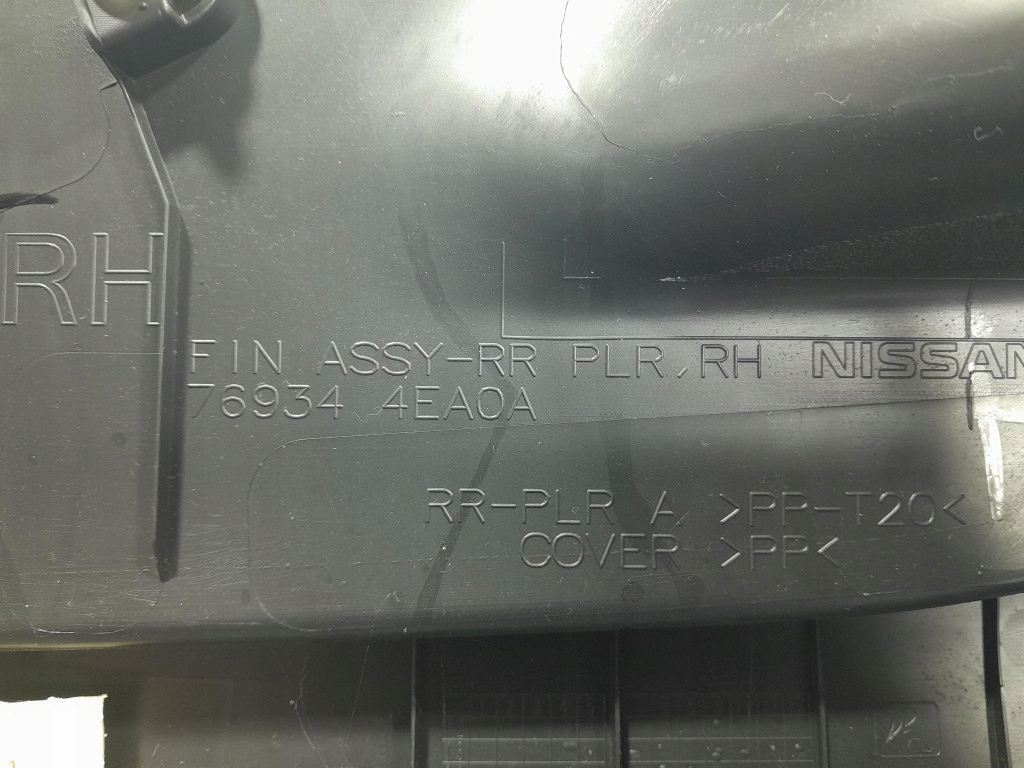 RH
FIN ASSY-RR PLR,RH NISSAN
76934 4EA0A
RR-PLR A >PP-T20<
COVER >PP<